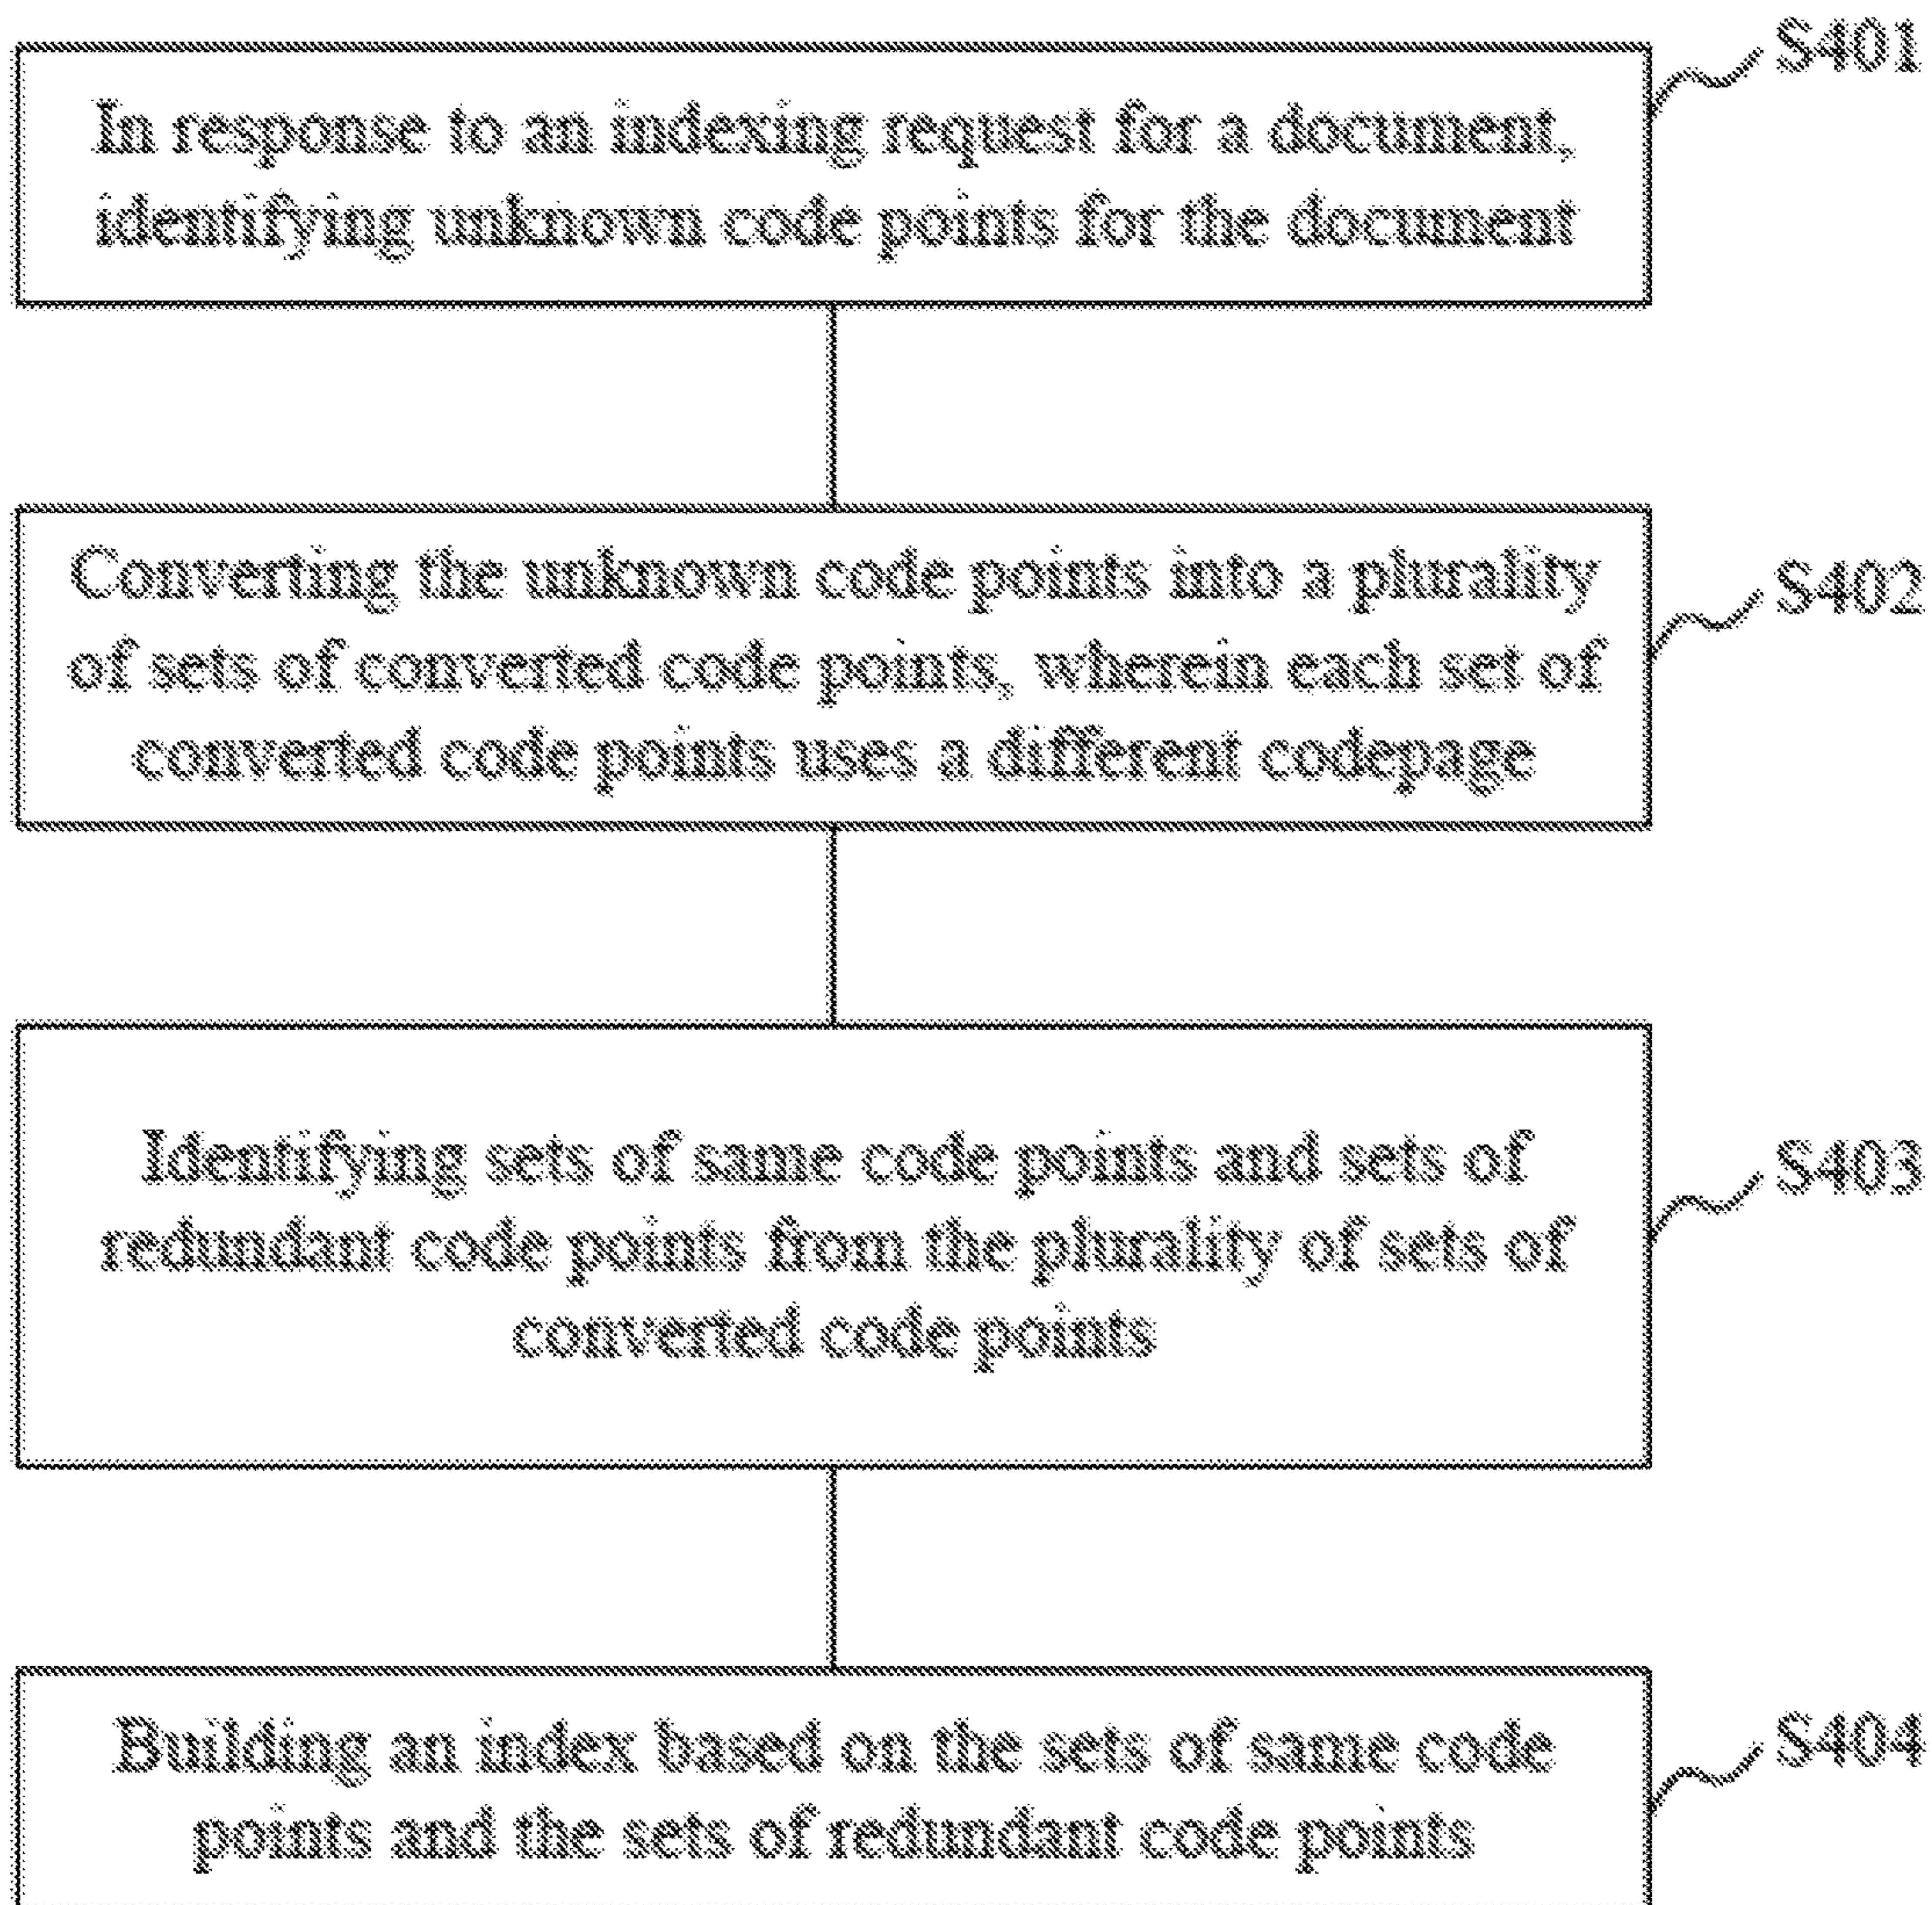 S401
In response to an indexing request for a document,
identifying unknown code points for the document
Converting the unknown code points into a plurality
S402
of sets of converted code points, wherein each set of
converted code points uses a different codepage
Identifying sets of same code points and sets of
S403
redundant code points from the plurality of sets of
converted code points
Building an index based on the sets of same code
S404
points and the sets of redundant code points